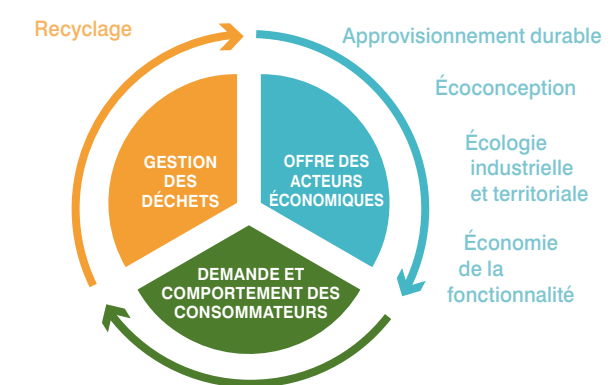 Recyclage
Approvisionnement durable
Écoconception
Écologie
industrielle
et territoriale
Économie
de la
fonctionnalité
GESTION
DES
DÉCHETS
OFFRE DES
ACTEURS
ÉCONOMIQUES
DEMANDE ET
COMPORTEMENT DES
CONSOMMATEURS